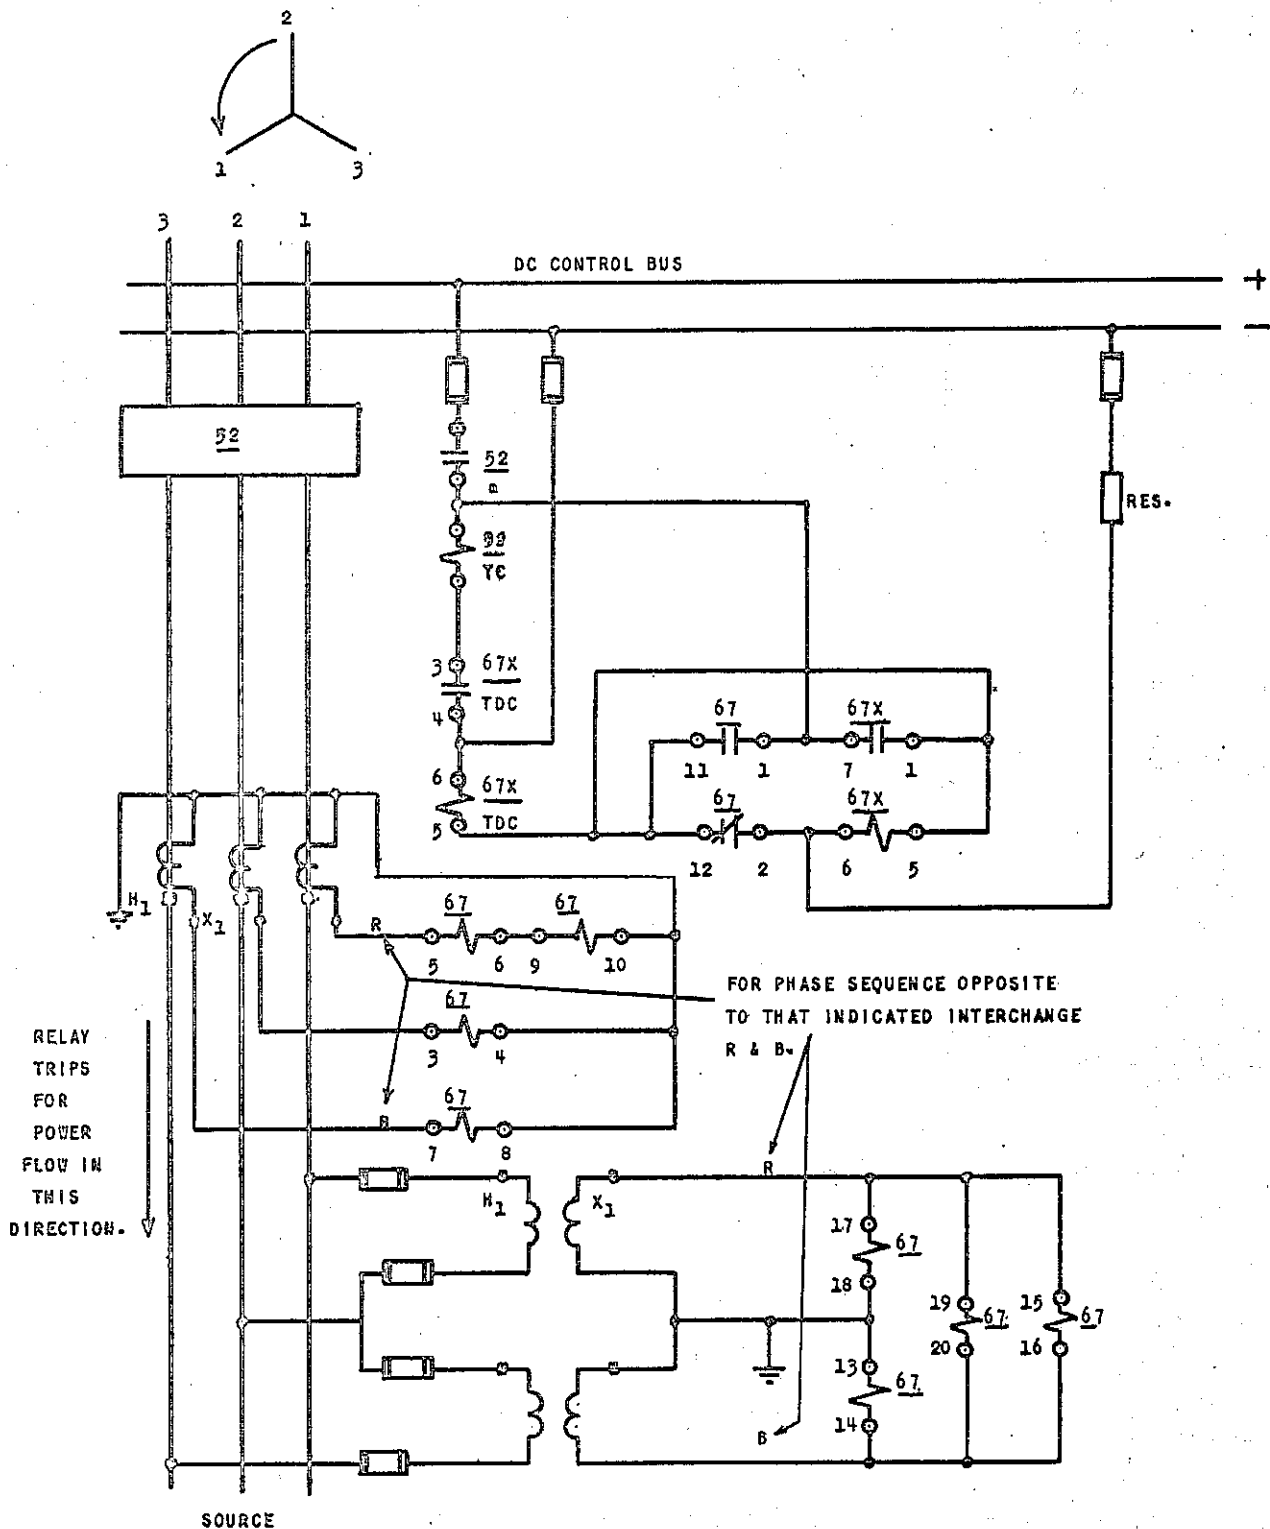 2
1 3
3 2 1
DC CONTROL BUS
+
−
52
52
RES.
TC
3 67X
TDC
4
67 67X
11 1 7 1
6 67X
TDC
5
67 67X
12 2 6 5
H1
X1
R 67 67
5 6 9 10
67
3 4
B 67
7 8
FOR PHASE SEQUENCE OPPOSITE
TO THAT INDICATED INTERCHANGE
R & B.
RELAY
TRIPS
FOR
POWER
FLOW IN
THIS
DIRECTION.
R
H1 X1
17 67
18
19 67
20
15 67
16
13 67
14
B
SOURCE